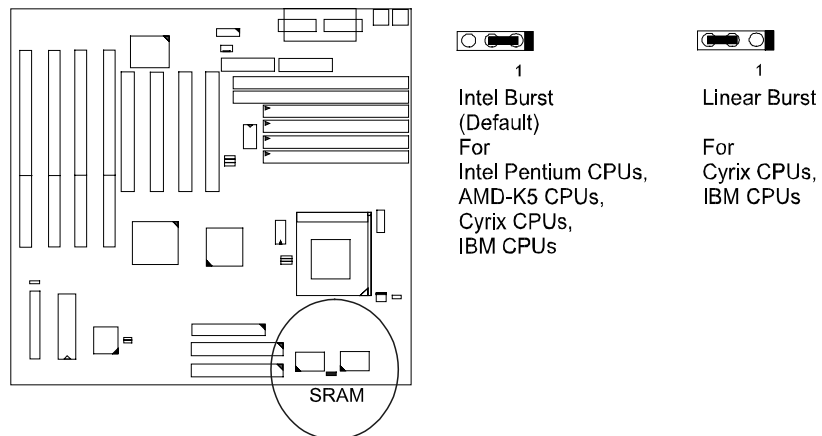 1
Intel Burst
(Default)
For
Intel Pentium CPUs,
AMD-K5 CPUs,
Cyrix CPUs,
IBM CPUs
1
Linear Burst
For
Cyrix CPUs,
IBM CPUs
SRAM